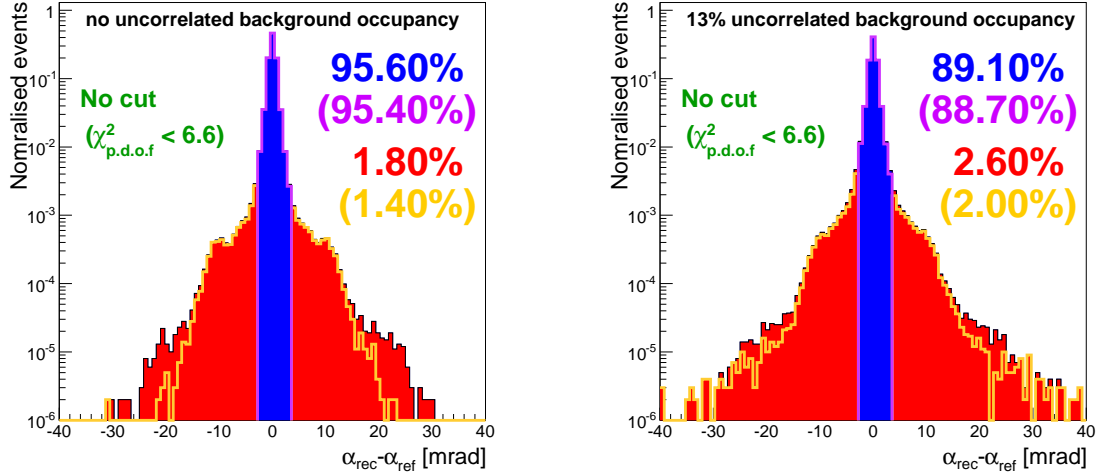 no uncorrelated background occupancy
Nomralised events
1
10⁻¹
10⁻²
10⁻³
10⁻⁴
10⁻⁵
10⁻⁶
No cut
(χ²p.d.o.f < 6.6)
95.60%
(95.40%)
1.80%
(1.40%)
-40 -30 -20 -10 0 10 20 30 40
αrec-αref [mrad]
13% uncorrelated background occupancy
Nomralised events
1
10⁻¹
10⁻²
10⁻³
10⁻⁴
10⁻⁵
10⁻⁶
No cut
(χ²p.d.o.f < 6.6)
89.10%
(88.70%)
2.60%
(2.00%)
-40 -30 -20 -10 0 10 20 30 40
αrec-αref [mrad]